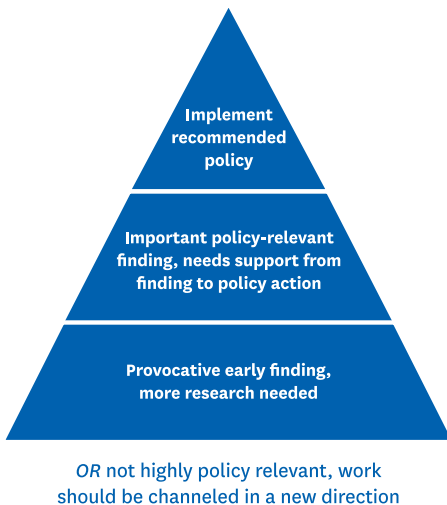 Implement
recommended
policy
Important policy-relevant
finding, needs support from
finding to policy action
Provocative early finding,
more research needed
OR not highly policy relevant, work
should be channeled in a new direction